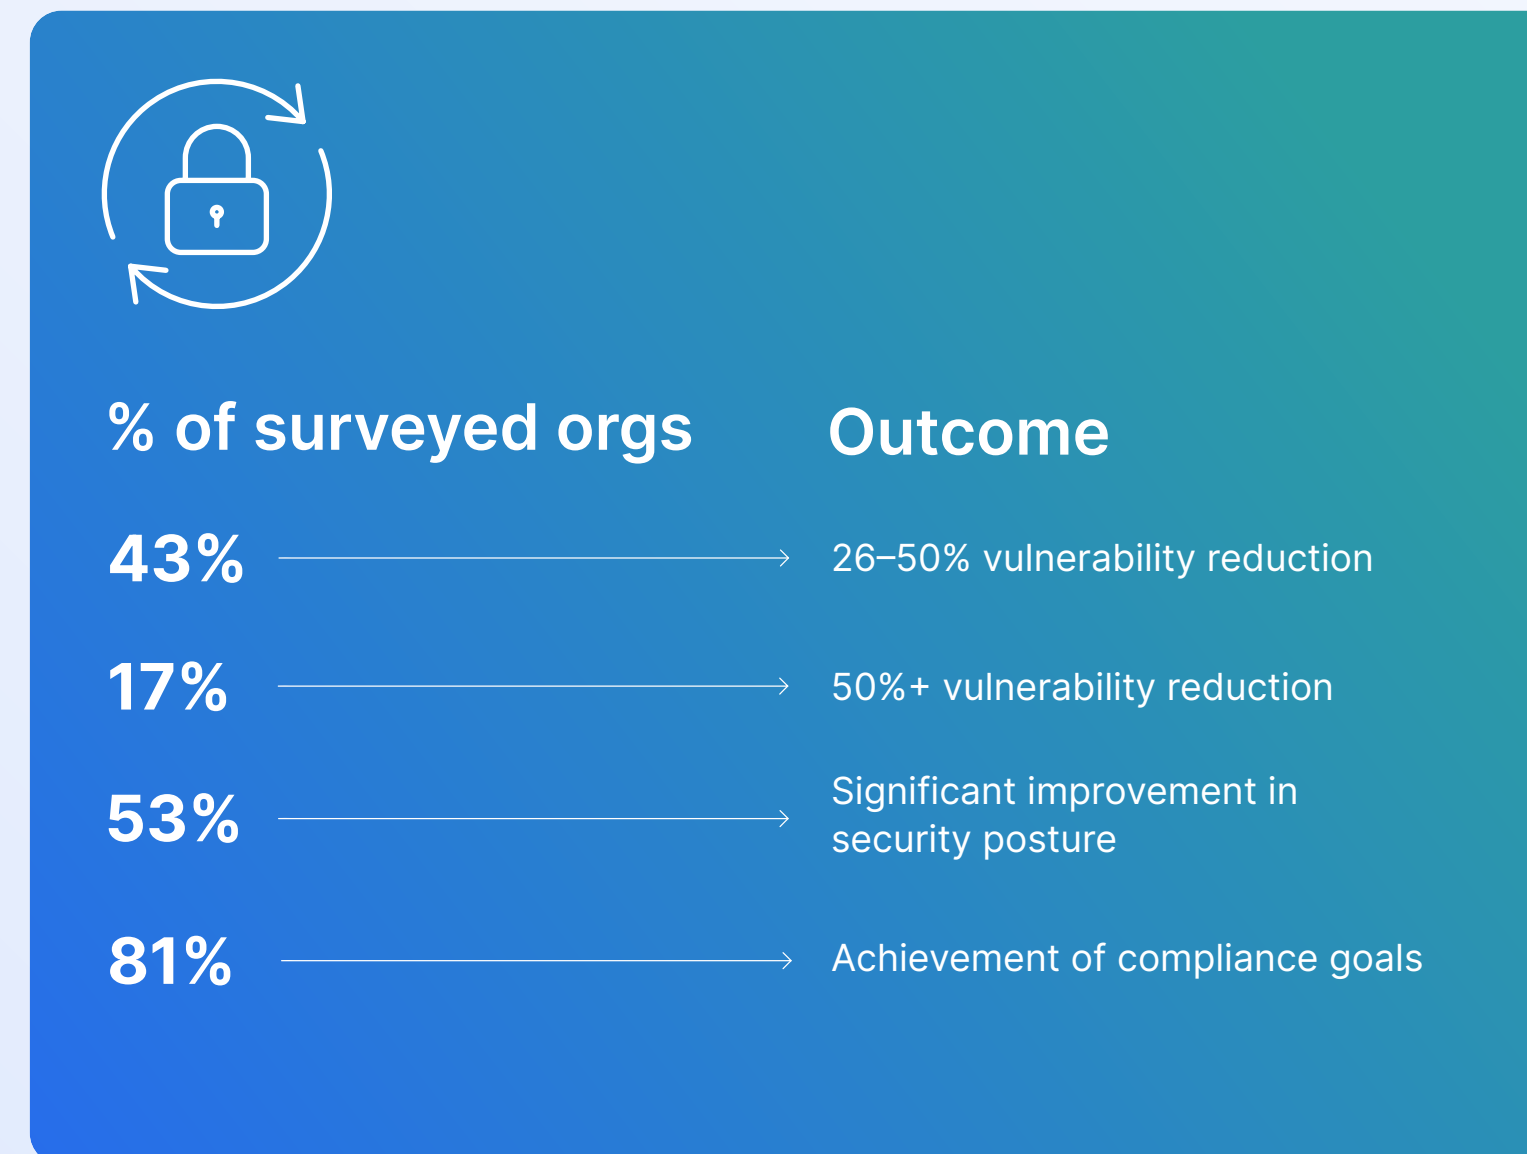 % of surveyed orgs
Outcome
43%
26–50% vulnerability reduction
17%
50%+ vulnerability reduction
53%
Significant improvement in
security posture
81%
Achievement of compliance goals